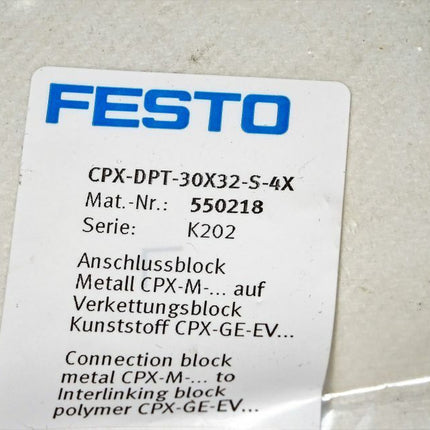 FESTO
CPX-DPT-30X32-S-4X
Mat.-Nr.: 550218
Serie: K202
Anschlussblock
Metall CPX-M-... auf
Verkettungsblock
Kunststoff CPX-GE-EV...
Connection block
metal CPX-M-... to
Interlinking block
polymer CPX-GE-EV...